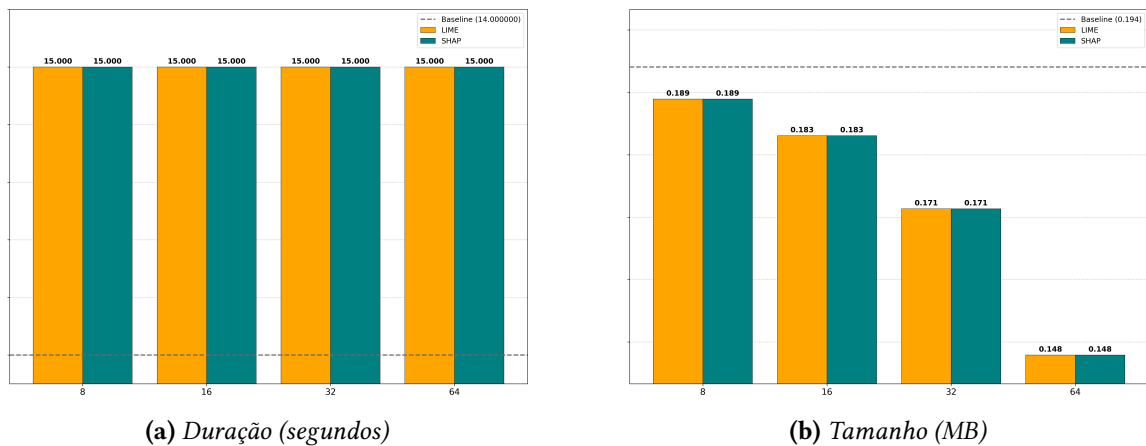 Baseline (14.000000)
LIME
SHAP
15.000 15.000 15.000 15.000 15.000 15.000 15.000 15.000
8 16 32 64
(a) Duração (segundos)
Baseline (0.194)
LIME
SHAP
0.189 0.189
0.183 0.183
0.171 0.171
0.148 0.148
8 16 32 64
(b) Tamanho (MB)